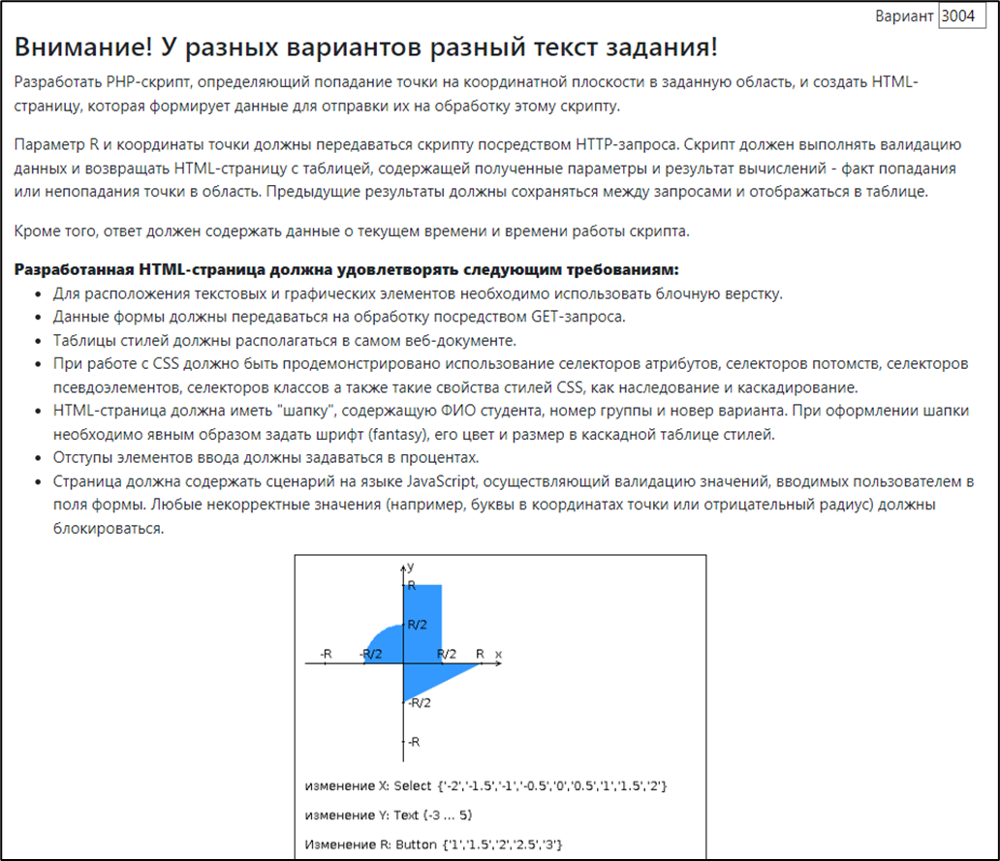 Вариант 3004
Внимание! У разных вариантов разный текст задания!
Разработать PHP-скрипт, определяющий попадание точки на координатной плоскости в заданную область, и создать HTML-
страницу, которая формирует данные для отправки их на обработку этому скрипту.
Параметр R и координаты точки должны передаваться скрипту посредством HTTP-запроса. Скрипт должен выполнять валидацию
данных и возвращать HTML-страницу с таблицей, содержащей полученные параметры и результат вычислений - факт попадания
или непопадания точки в область. Предыдущие результаты должны сохраняться между запросами и отображаться в таблице.
Кроме того, ответ должен содержать данные о текущем времени и времени работы скрипта.
Разработанная HTML-страница должна удовлетворять следующим требованиям:
• Для расположения текстовых и графических элементов необходимо использовать блочную верстку.
• Данные формы должны передаваться на обработку посредством GET-запроса.
• Таблицы стилей должны располагаться в самом веб-документе.
• При работе с CSS должно быть продемонстрировано использование селекторов атрибутов, селекторов потомств, селекторов
псевдоэлементов, селекторов классов а также такие свойства стилей CSS, как наследование и каскадирование.
• HTML-страница должна иметь "шапку", содержащую ФИО студента, номер группы и новер варианта. При оформлении шапки
необходимо явным образом задать шрифт (fantasy), его цвет и размер в каскадной таблице стилей.
• Отступы элементов ввода должны задаваться в процентах.
• Страница должна содержать сценарий на языке JavaScript, осуществляющий валидацию значений, вводимых пользователем в
поля формы. Любые некорректные значения (например, буквы в координатах точки или отрицательный радиус) должны
блокироваться.
y
R
R/2
-R -R/2 R/2 R x
-R/2
-R
изменение X: Select {'-2','-1.5','-1','-0.5','0','0.5','1','1.5','2'}
изменение Y: Text (-3 ... 5)
Изменение R: Button {'1','1.5','2','2.5','3'}